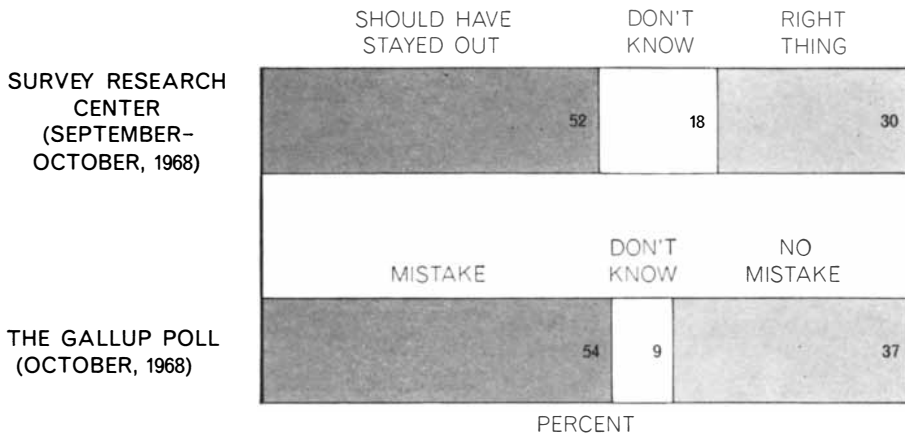 SHOULD HAVE
STAYED OUT
DON'T
KNOW
RIGHT
THING
SURVEY RESEARCH
CENTER
(SEPTEMBER–
OCTOBER, 1968)
52
18
30
MISTAKE
DON'T
KNOW
NO
MISTAKE
THE GALLUP POLL
(OCTOBER, 1968)
54
9
37
PERCENT